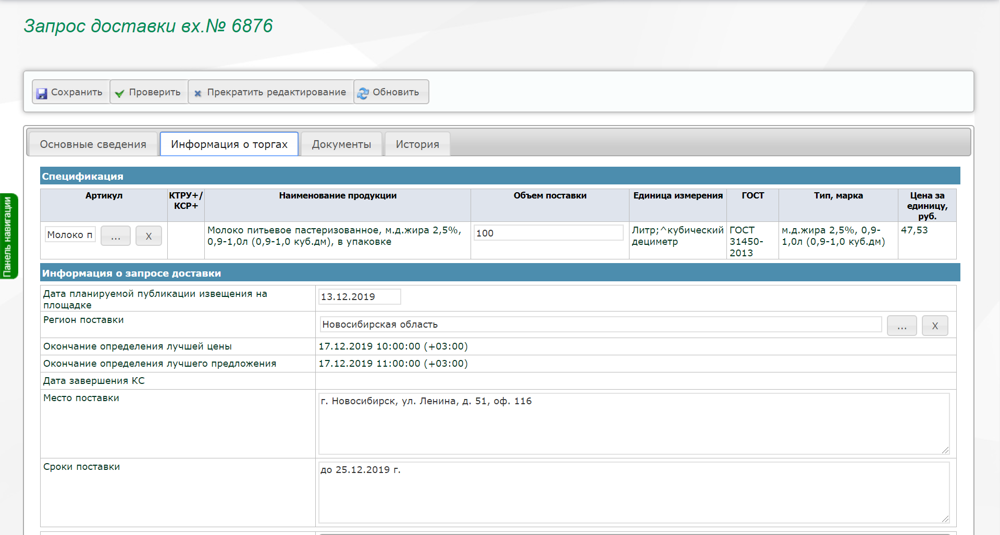 Запрос доставки вх.№ 6876
Сохранить
Проверить
Прекратить редактирование
Обновить
Основные сведения
Информация о торгах
Документы
История
Панель навигации
Спецификация
Артикул
КТРУ+/
КСР+
Наименование продукции
Объем поставки
Единица измерения
ГОСТ
Тип, марка
Цена за
единицу,
руб.
Молоко п
...
X
Молоко питьевое пастеризованное, м.д.жира 2,5%,
0,9-1,0л (0,9-1,0 куб.дм), в упаковке
100
Литр;^кубический
дециметр
ГОСТ
31450-
2013
м.д.жира 2,5%, 0,9-
1,0л (0,9-1,0 куб.дм)
47,53
Информация о запросе доставки
Дата планируемой публикации извещения на
площадке
13.12.2019
Регион поставки
Новосибирская область
...
X
Окончание определения лучшей цены
17.12.2019 10:00:00 (+03:00)
Окончание определения лучшего предложения
17.12.2019 11:00:00 (+03:00)
Дата завершения КС
Место поставки
г. Новосибирск, ул. Ленина, д. 51, оф. 116
Сроки поставки
до 25.12.2019 г.